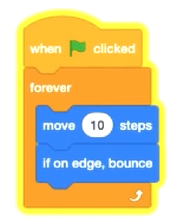 when clicked
forever
move 10 steps
if on edge, bounce